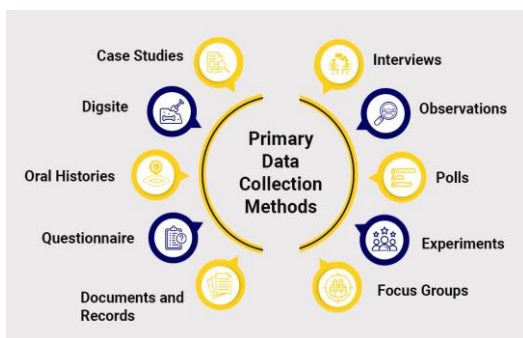 Primary
Data
Collection
Methods
Case Studies
Digsite
Oral Histories
Questionnaire
Documents and
Records
Interviews
Observations
Polls
Experiments
Focus Groups